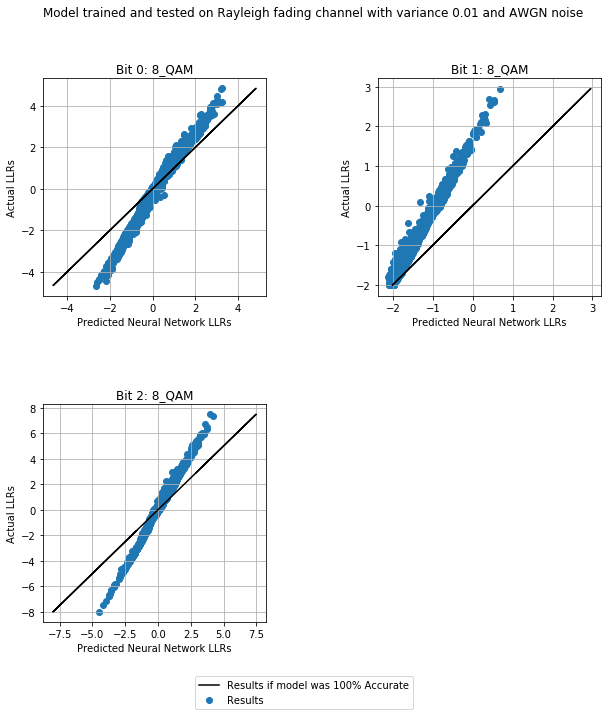 Model trained and tested on Rayleigh fading channel with variance 0.01 and AWGN noise
Bit 0: 8_QAM
Actual LLRs
4
2
0
−2
−4
−4 −2 0 2 4
Predicted Neural Network LLRs
Bit 1: 8_QAM
Actual LLRs
3
2
1
0
−1
−2
−2 −1 0 1 2 3
Predicted Neural Network LLRs
Bit 2: 8_QAM
Actual LLRs
8
6
4
2
0
−2
−4
−6
−8
−7.5 −5.0 −2.5 0.0 2.5 5.0 7.5
Predicted Neural Network LLRs
Results if model was 100% Accurate
Results